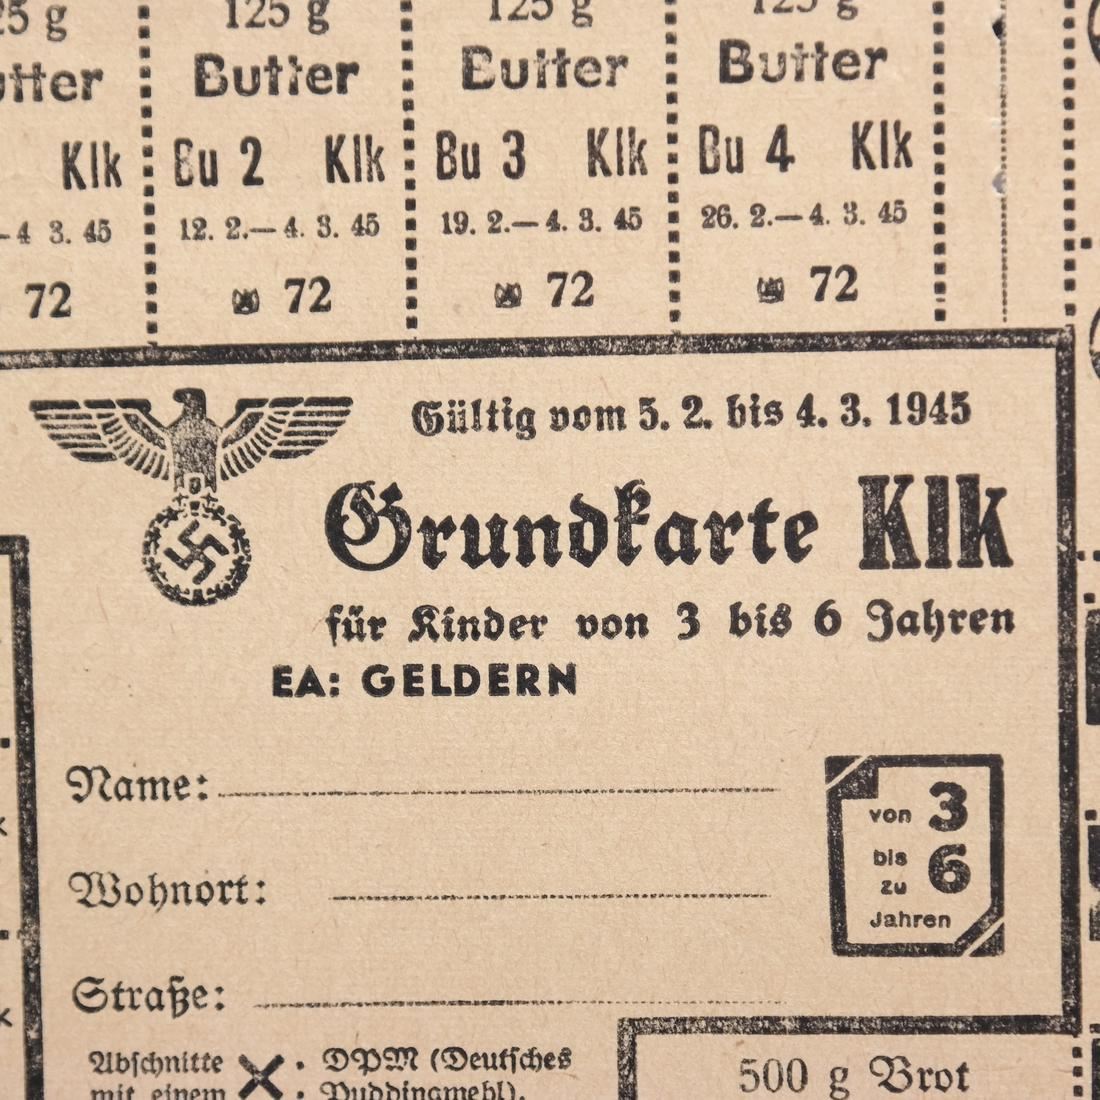 125 g 125 g 125 g
Butter Butter Butter Butter
Klk Bu 2 Klk Bu 3 Klk Bu 4 Klk
4 3. 45 12. 2.—4. 3. 45 19. 2.—4. 3. 45 26. 2.—4. 3. 45
72 72 72 72
Gültig vom 5. 2. bis 4. 3. 1945
Grundkarte Klk
für Kinder von 3 bis 6 Jahren
EA: GELDERN
Name:
von 3
Wohnort:
bis zu 6
Jahren
Straße:
Abschnitte X : DPM (Deutsches
mit einem Puddingmehl).
500 g Brot